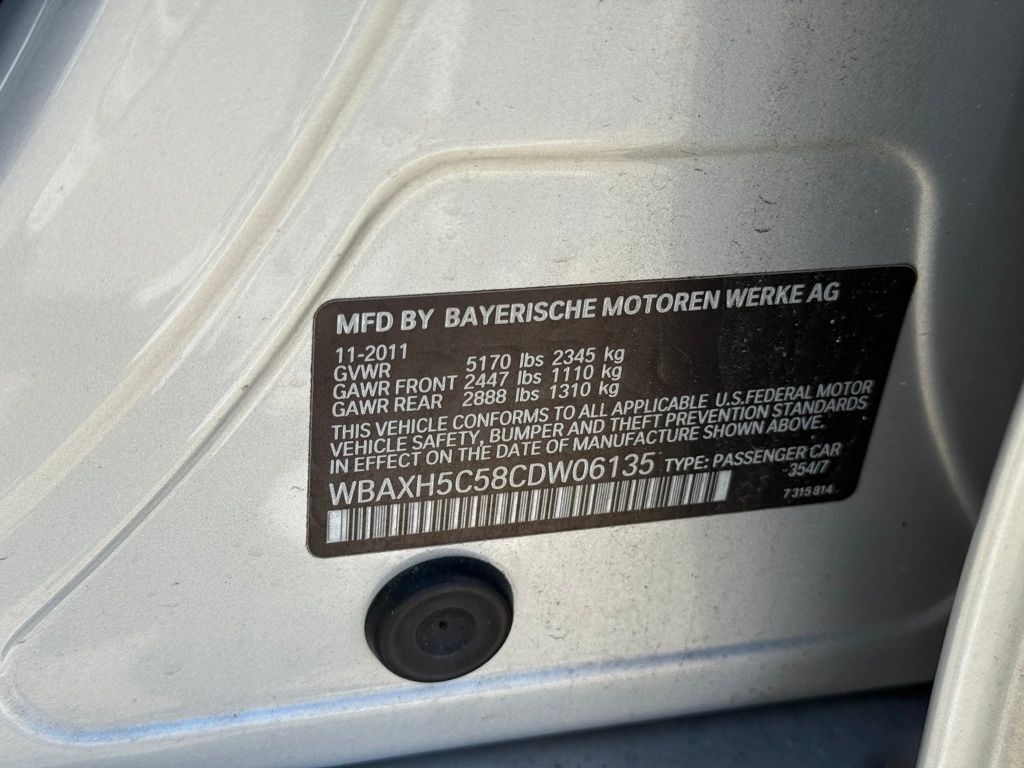 MFD BY BAYERISCHE MOTOREN WERKE AG
11-2011
GVWR 5170 lbs 2345 kg
GAWR FRONT 2447 lbs 1110 kg
GAWR REAR 2888 lbs 1310 kg
THIS VEHICLE CONFORMS TO ALL APPLICABLE U.S.FEDERAL MOTOR
VEHICLE SAFETY, BUMPER AND THEFT PREVENTION STANDARDS
IN EFFECT ON THE DATE OF MANUFACTURE SHOWN ABOVE.
WBAXH5C58CDW06135 TYPE: PASSENGER CAR
354/7
7 315 814